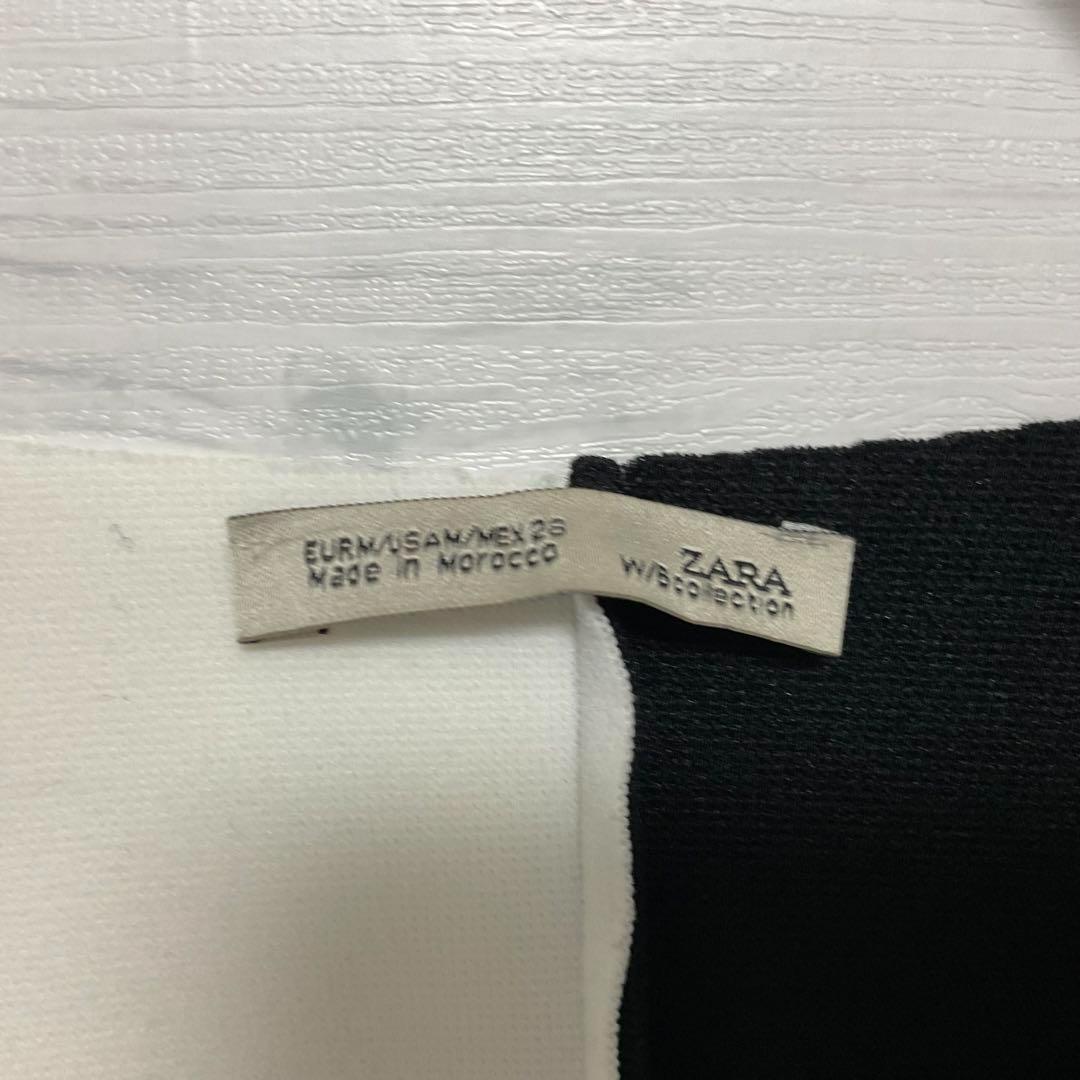 EUR M/USA M/MEX 28
Made in Morocco
ZARA
W/B collection